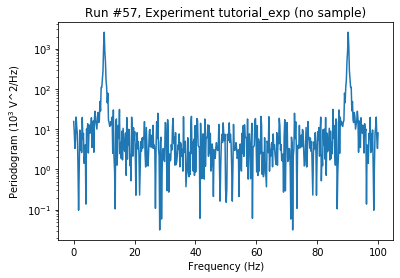 Run #57, Experiment tutorial_exp (no sample)
Periodogram (10³ V^2/Hz)
10³
10²
10¹
10⁰
10⁻¹
0 20 40 60 80 100
Frequency (Hz)